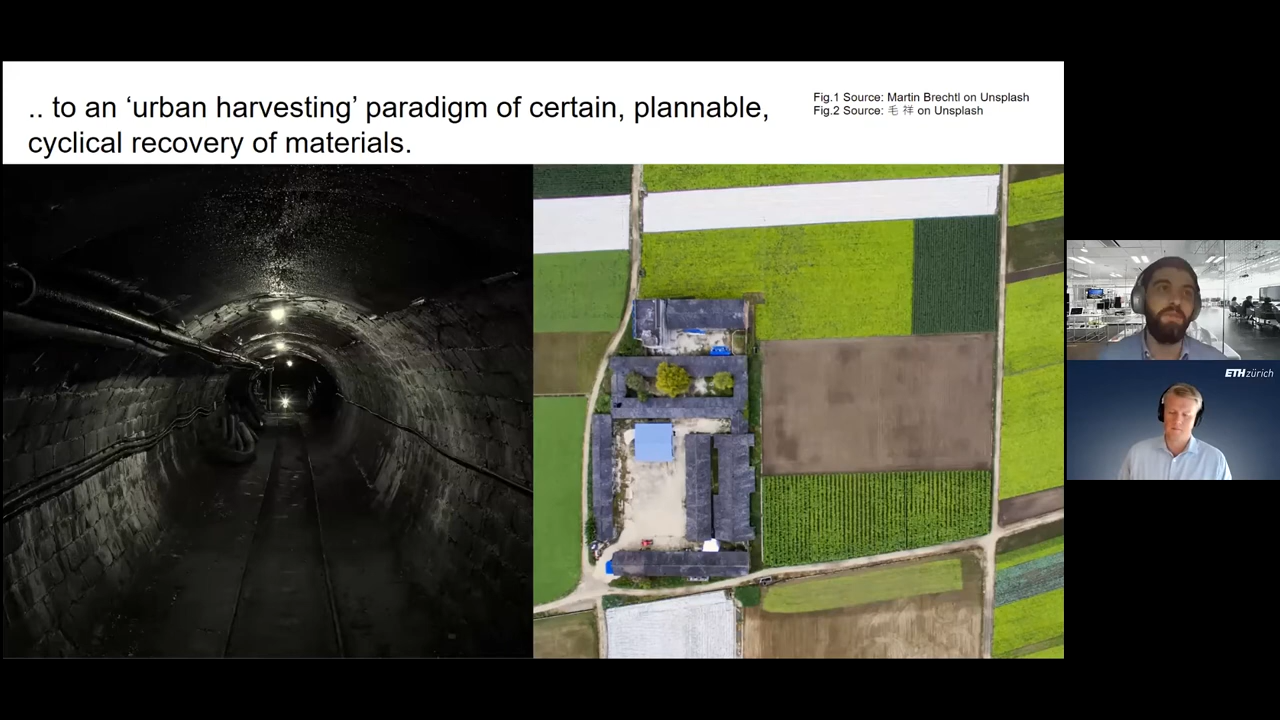 .. to an ‘urban harvesting’ paradigm of certain, plannable,
cyclical recovery of materials.
Fig.1 Source: Martin Brechtl on Unsplash
Fig.2 Source: 毛 祥 on Unsplash
ETH zürich